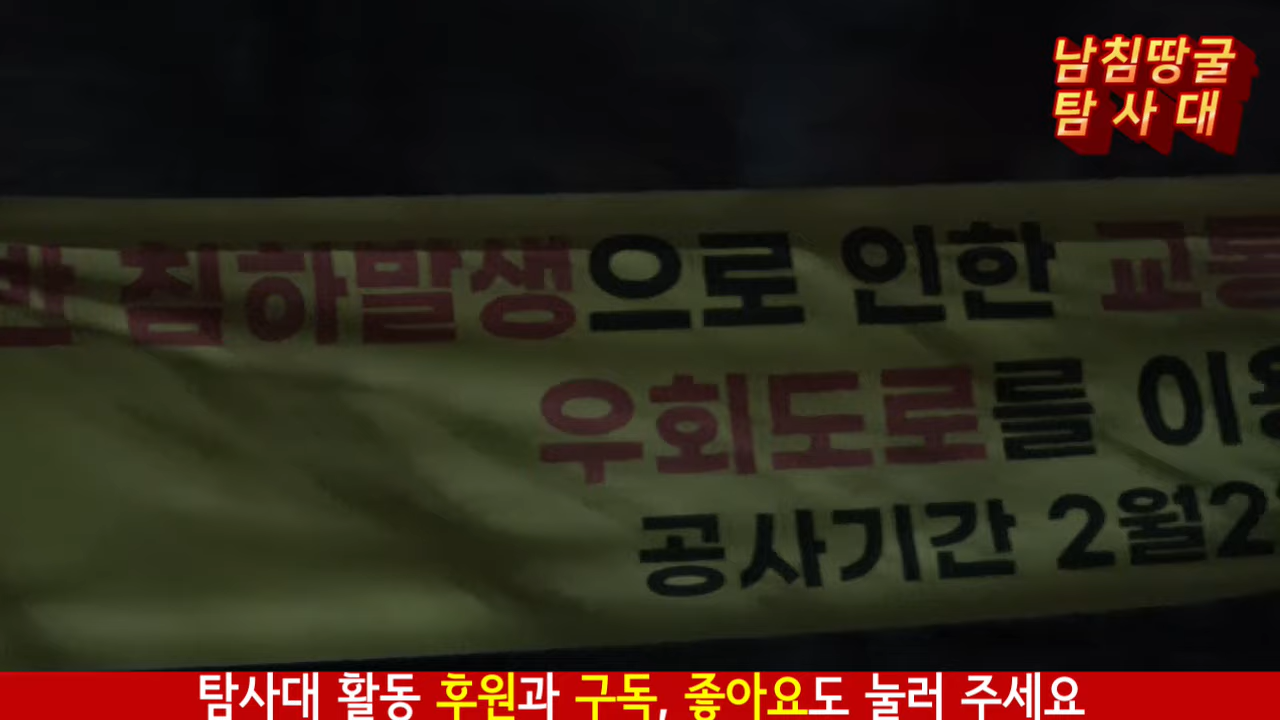 남침땅굴
탐사대
침하발생으로 인한
우회도로를
공사기간 2월
탐사대 활동 후원과 구독, 좋아요도 눌러 주세요